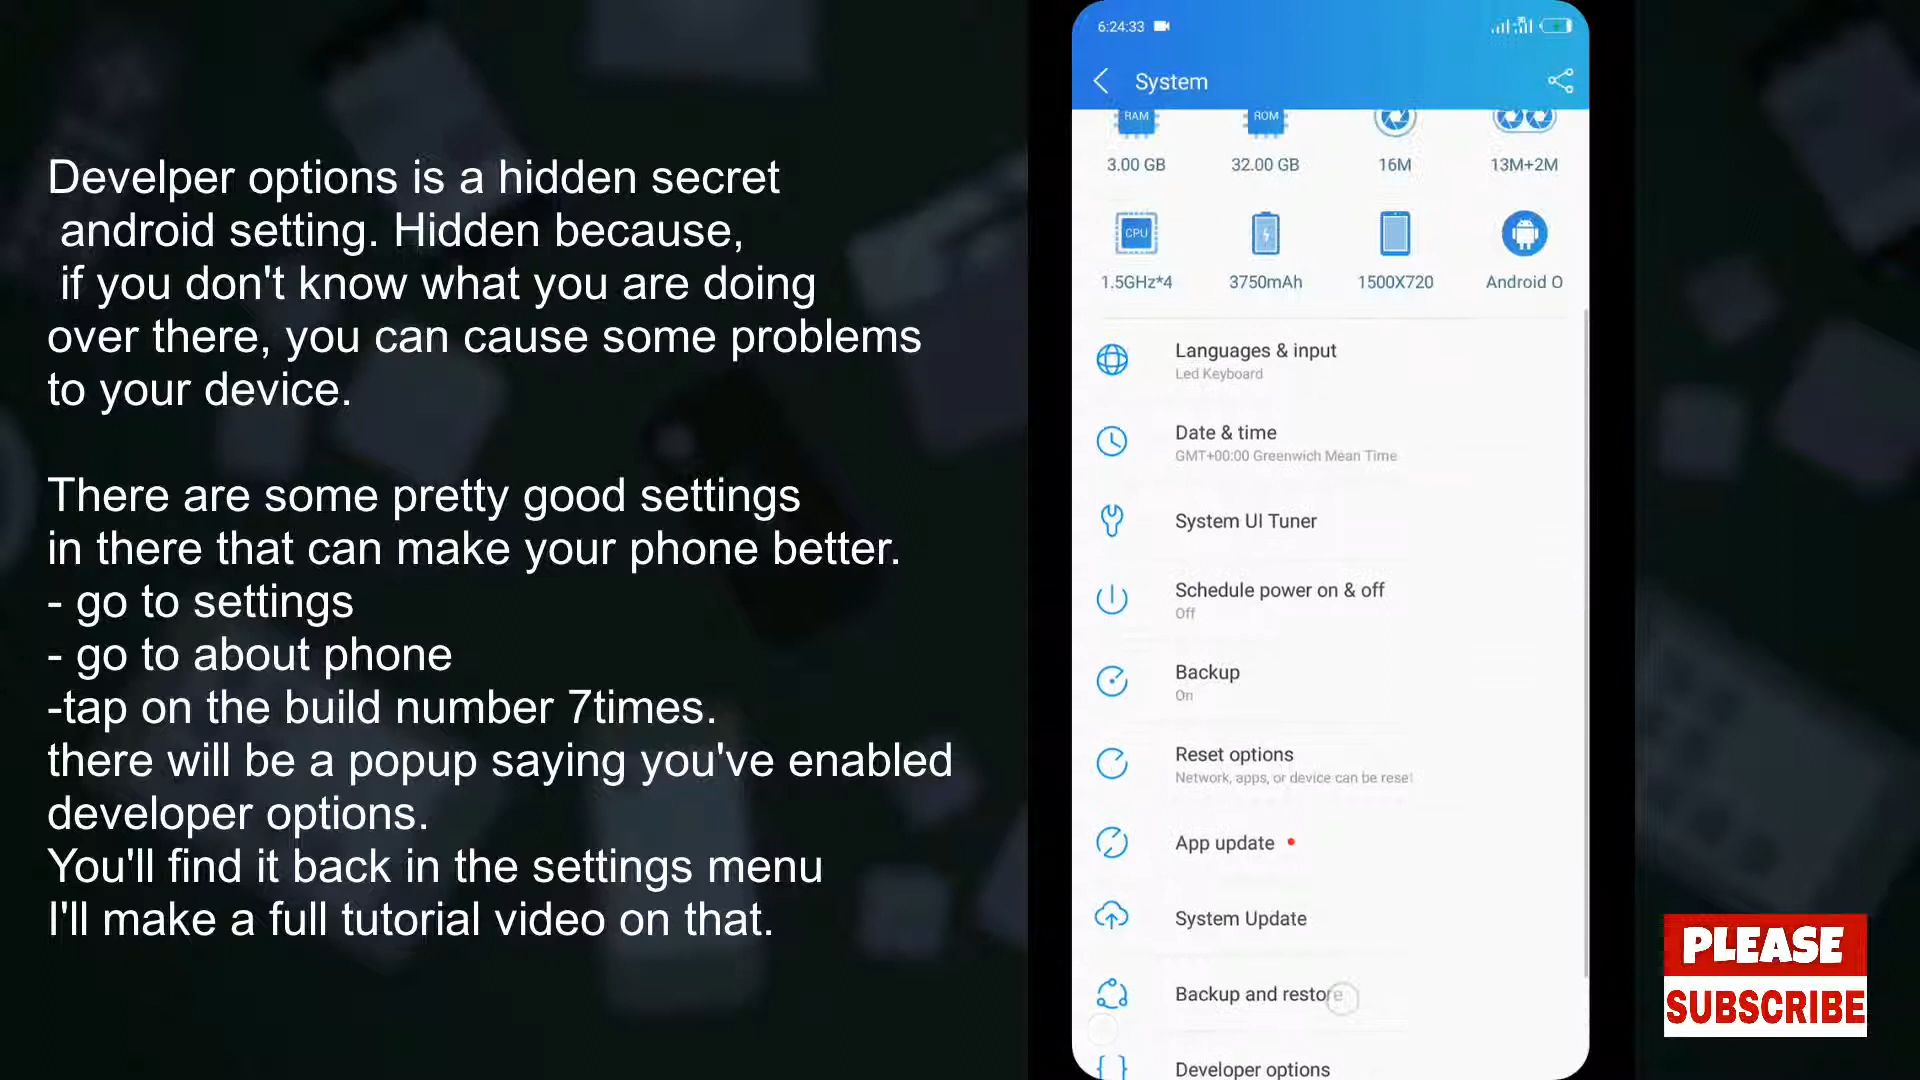 Develper options is a hidden secret
android setting. Hidden because,
if you don't know what you are doing
over there, you can cause some problems
to your device.
There are some pretty good settings
in there that can make your phone better.
- go to settings
- go to about phone
-tap on the build number 7times.
there will be a popup saying you've enabled
developer options.
You'll find it back in the settings menu
I'll make a full tutorial video on that.
6:24:33
System
RAM ROM
3.00 GB 32.00 GB 16M 13M+2M
CPU
1.5GHz*4 3750mAh 1500X720 Android O
Languages & input
Led Keyboard
Date & time
GMT+00:00 Greenwich Mean Time
System UI Tuner
Schedule power on & off
Off
Backup
On
Reset options
Network, apps, or device can be reset
App update
System Update
Backup and restore
Developer options
PLEASE
SUBSCRIBE